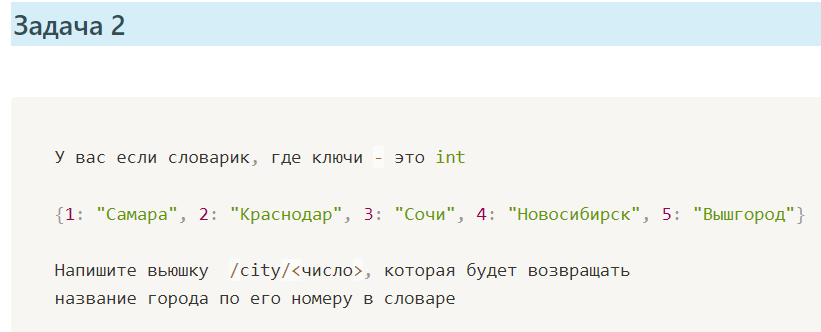 Задача 2
У вас если словарик, где ключи - это int
{1: "Самара", 2: "Краснодар", 3: "Сочи", 4: "Новосибирск", 5: "Вышгород"}
Напишите вьюшку /city/<число>, которая будет возвращать
название города по его номеру в словаре